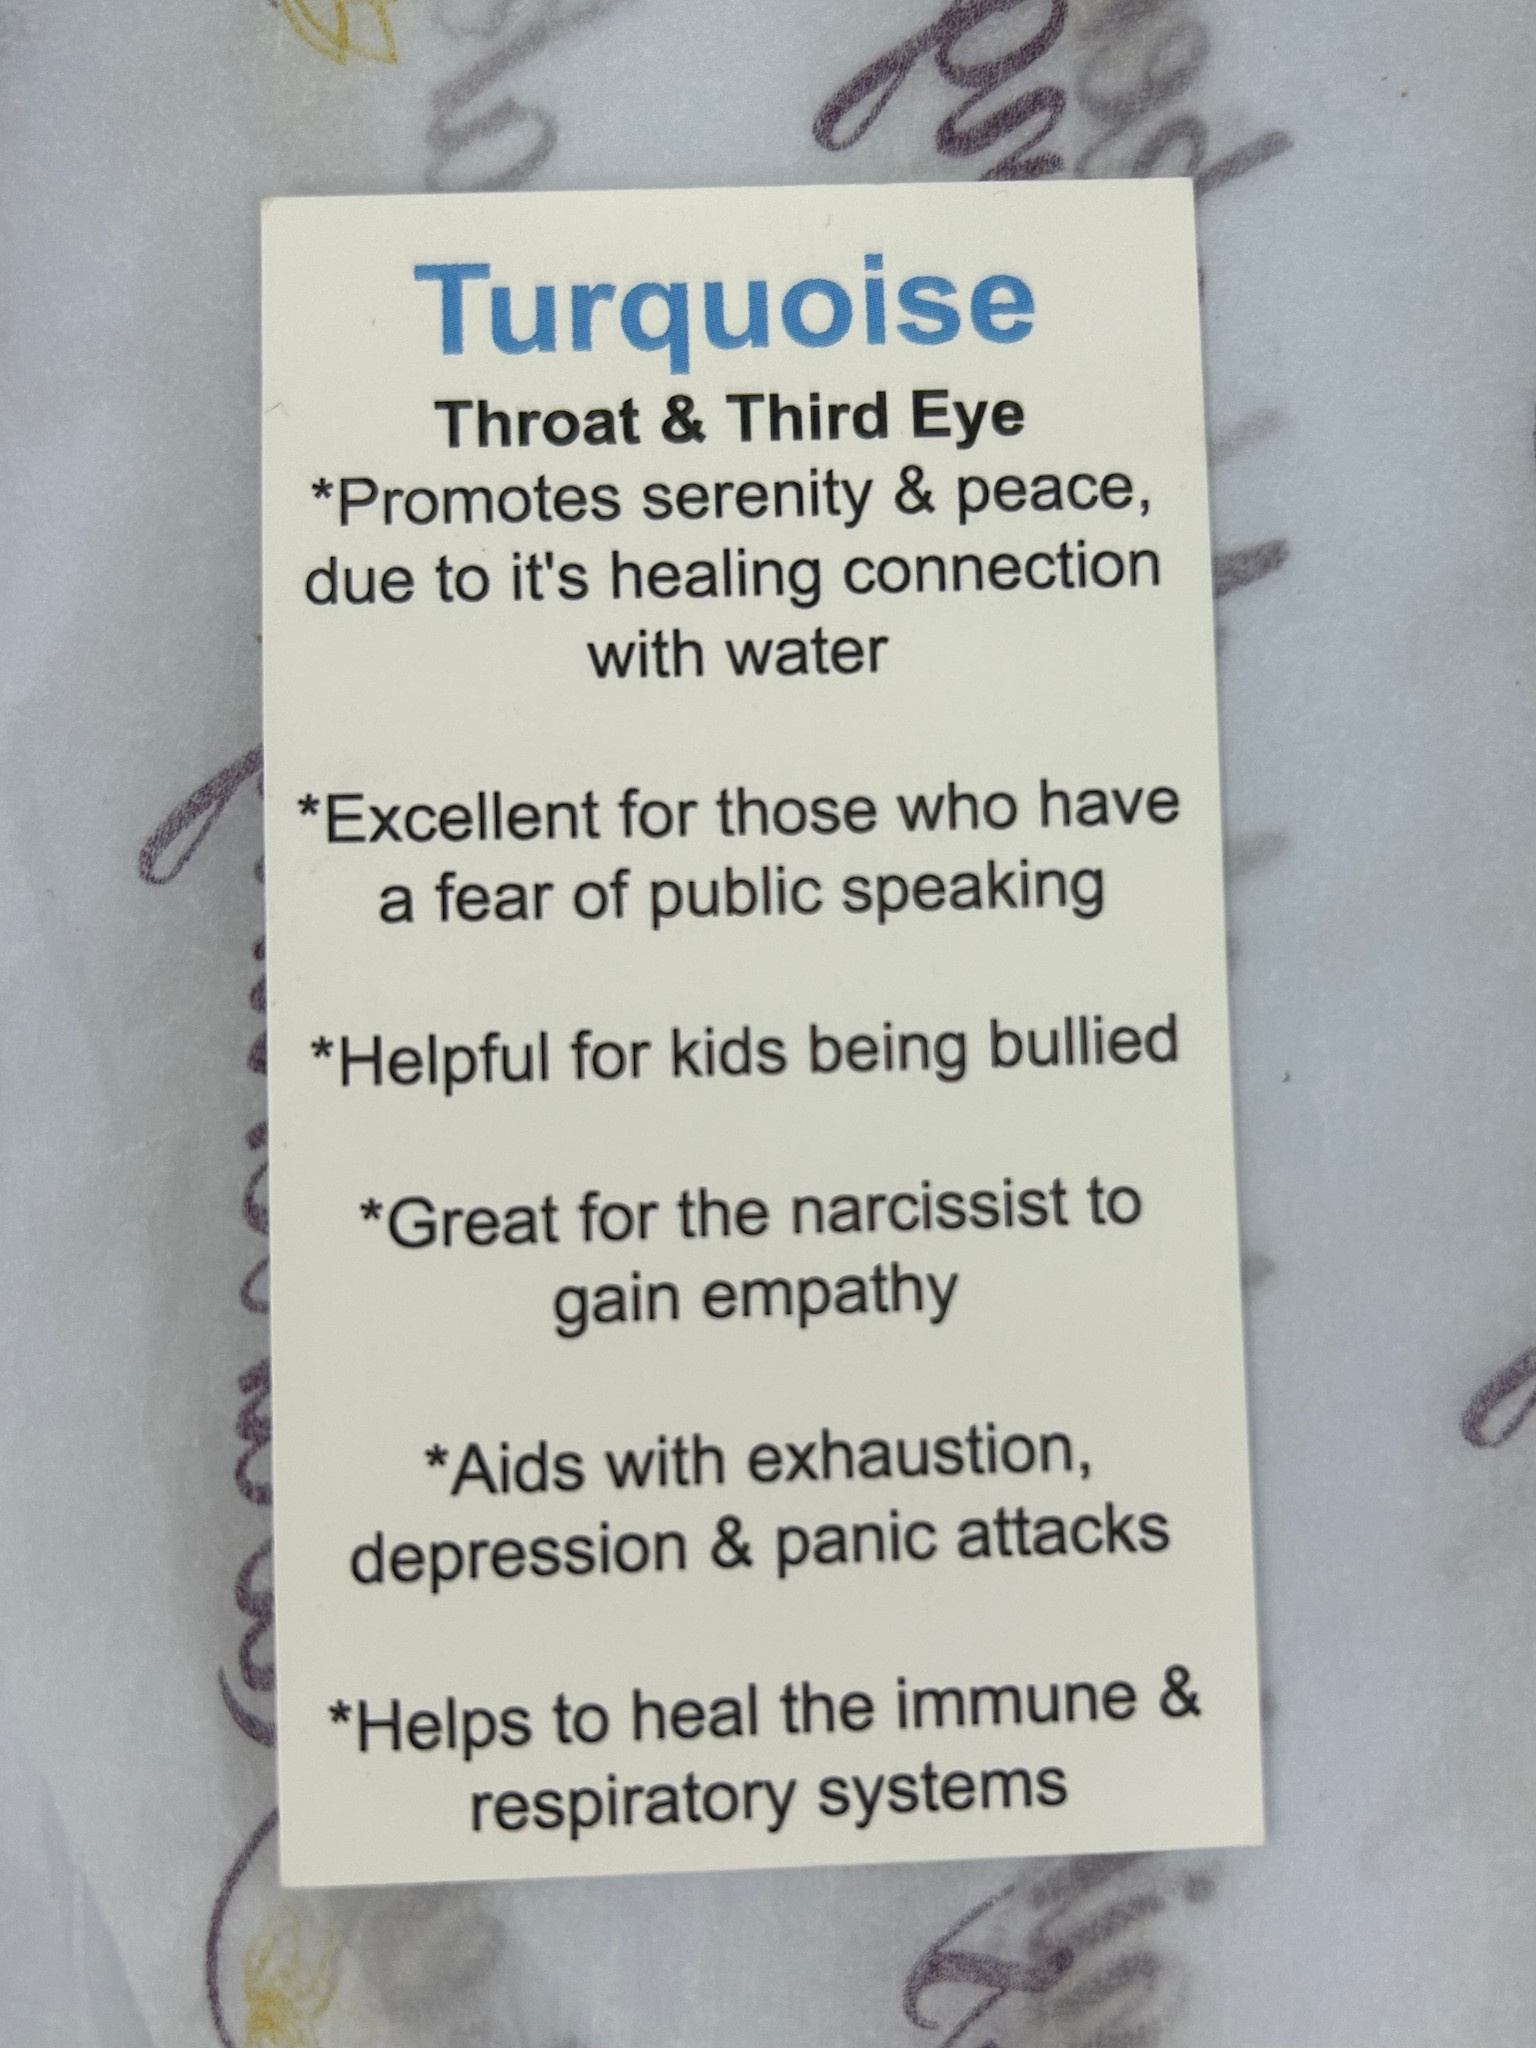 Turquoise
Throat & Third Eye
*Promotes serenity & peace,
due to it's healing connection
with water
*Excellent for those who have
a fear of public speaking
*Helpful for kids being bullied
*Great for the narcissist to
gain empathy
*Aids with exhaustion,
depression & panic attacks
*Helps to heal the immune &
respiratory systems